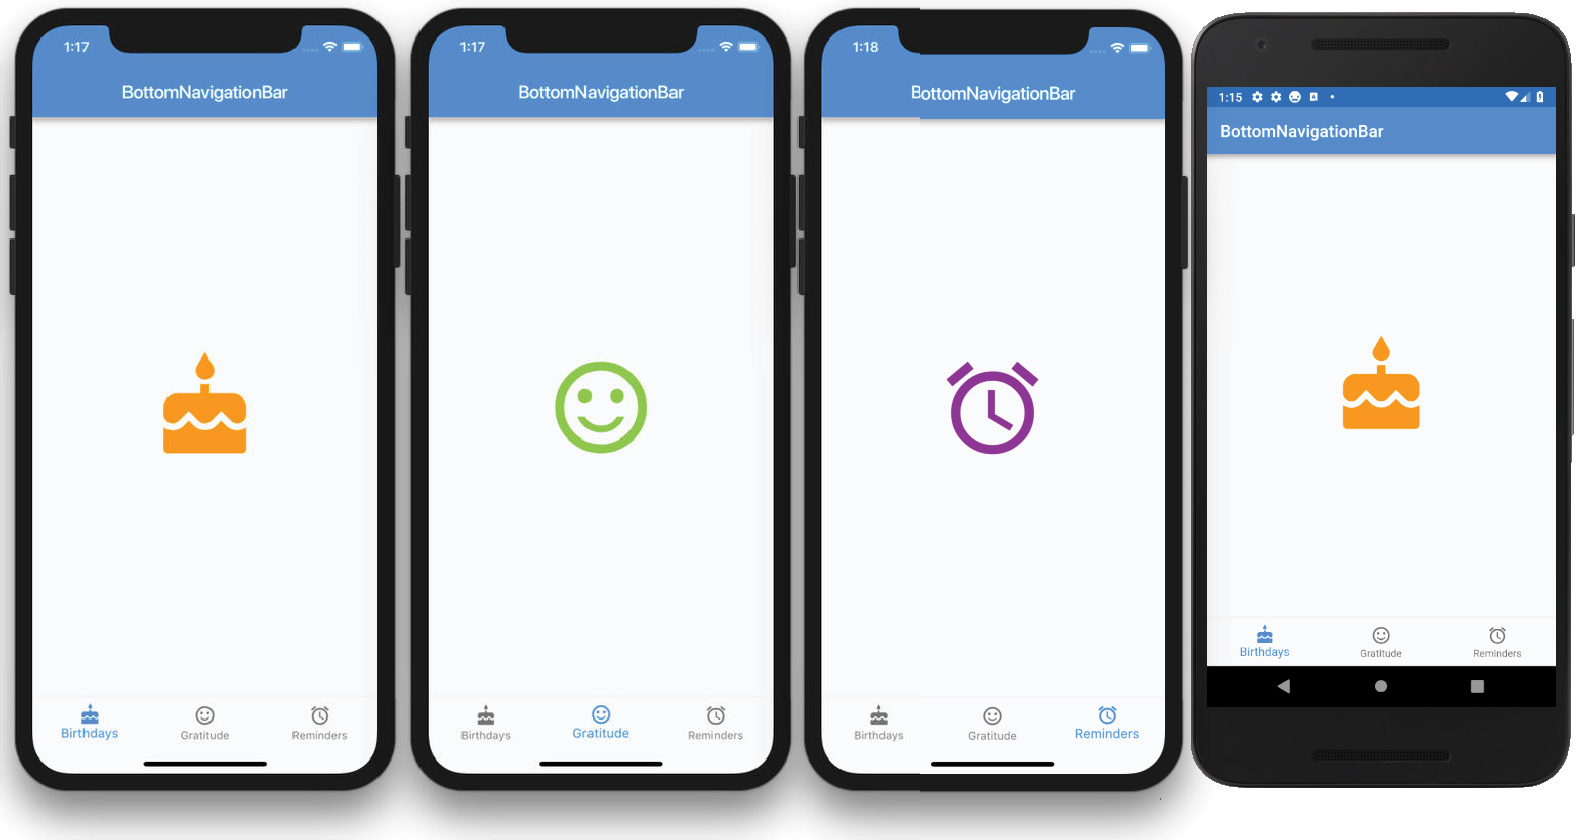 1:17
BottomNavigationBar
Birthdays
Gratitude
Reminders
1:17
BottomNavigationBar
Birthdays
Gratitude
Reminders
1:18
BottomNavigationBar
Birthdays
Gratitude
Reminders
1:15
BottomNavigationBar
Birthdays
Gratitude
Reminders